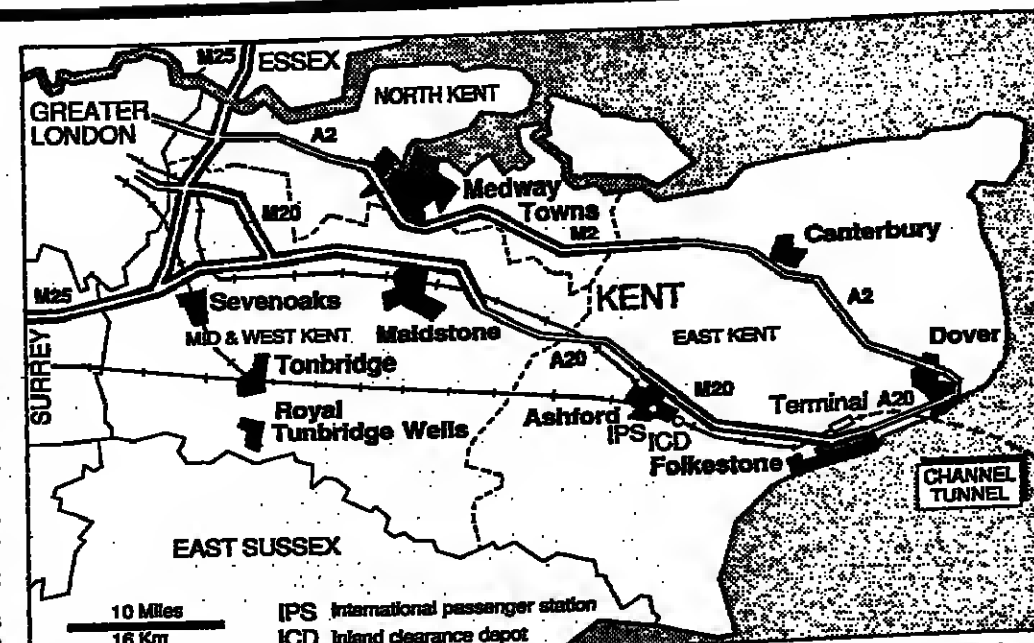 M25
ESSEX
GREATER
LONDON
A2
NORTH KENT
Medway
Towns
M20
M2
Canterbury
M25
Sevenoaks
KENT
A2
MID & WEST KENT
Maidstone
EAST KENT
Dover
SURREY
Tonbridge
A20
M20
Terminal
A20
Royal
Tunbridge Wells
Ashford
IPS
ICD
Folkestone
CHANNEL
TUNNEL
EAST SUSSEX
10 Miles
16 Km
IPS International passenger station
ICD Inland clearance depot